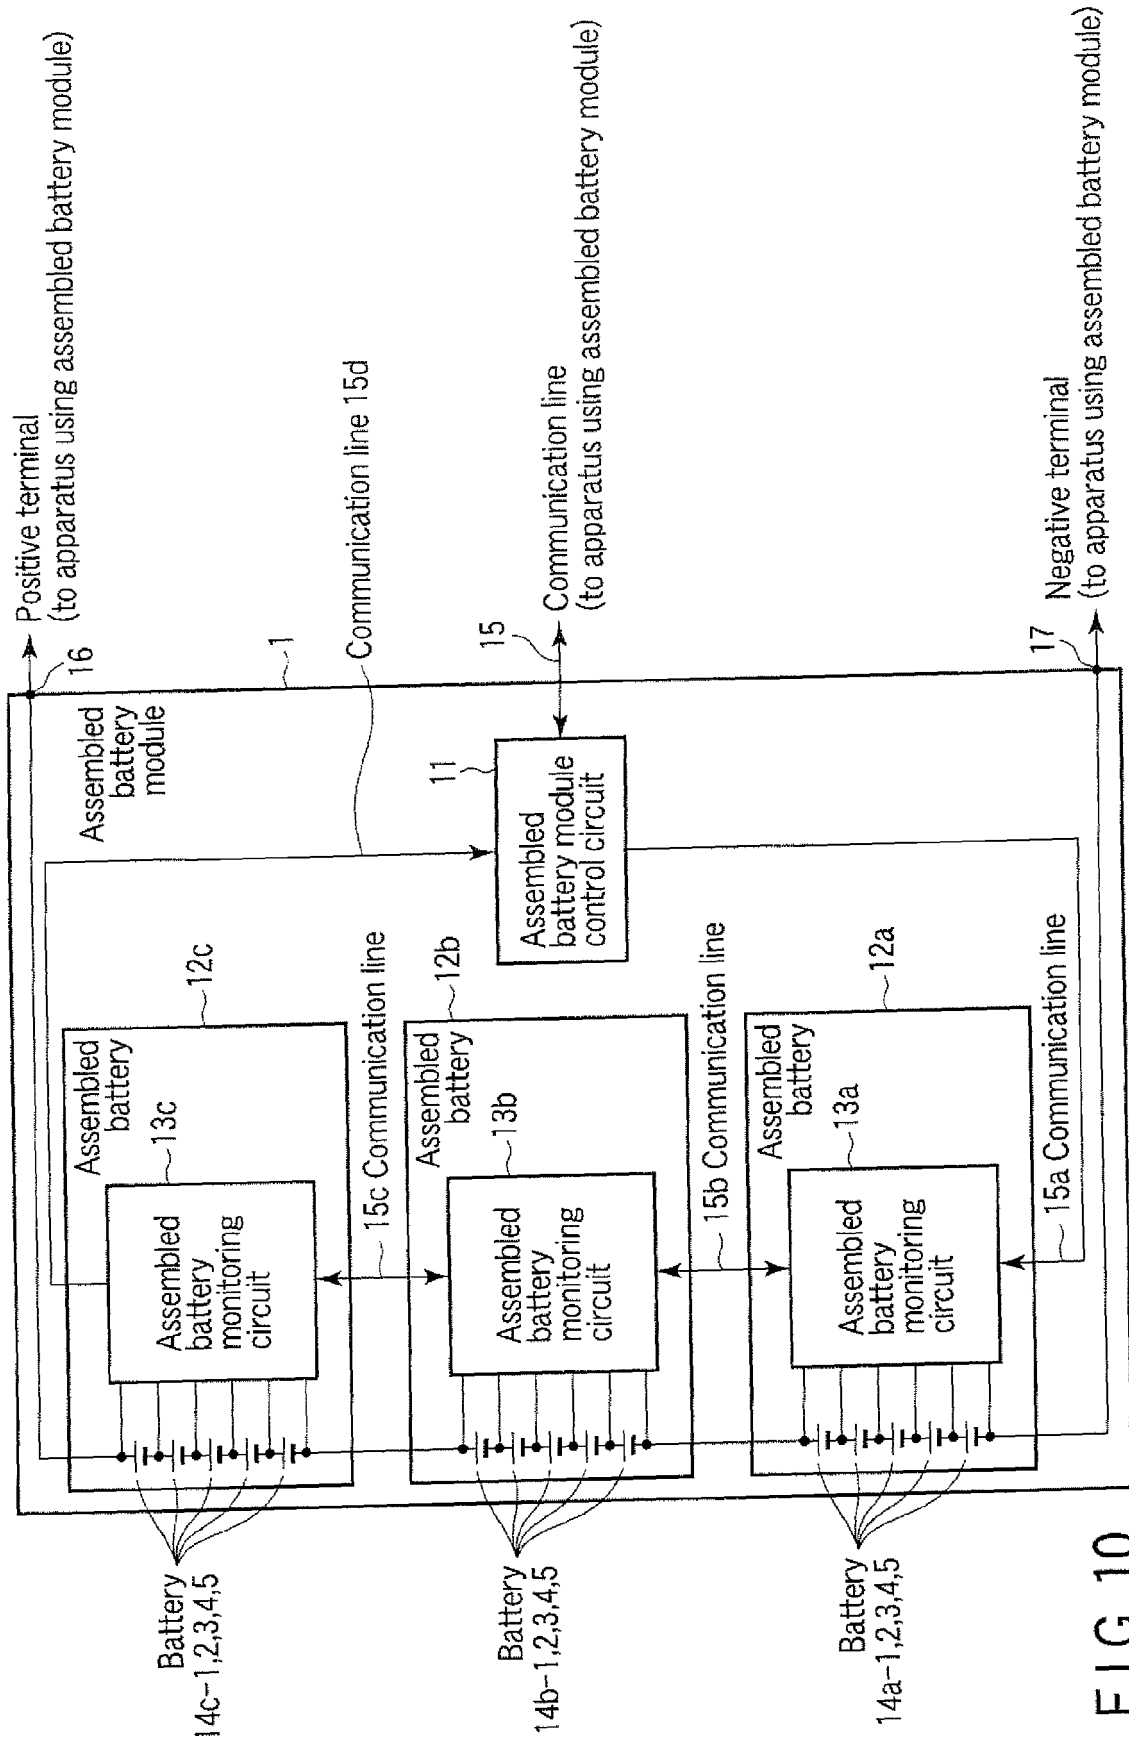 Positive terminal
(to apparatus using assembled battery module)
16
1
Assembled
battery
module
Communication line 15d
12c
Assembled
battery
13c
Assembled
battery
monitoring
circuit
Battery
14c-1,2,3,4,5
15c Communication line
11
Assembled
battery module
control circuit
15
Communication line
(to apparatus using assembled battery module)
12b
Assembled
battery
13b
Assembled
battery
monitoring
circuit
Battery
14b-1,2,3,4,5
15b Communication line
12a
Assembled
battery
13a
Assembled
battery
monitoring
circuit
Battery
14a-1,2,3,4,5
15a Communication line
17
Negative terminal
(to apparatus using assembled battery module)
FIG. 10